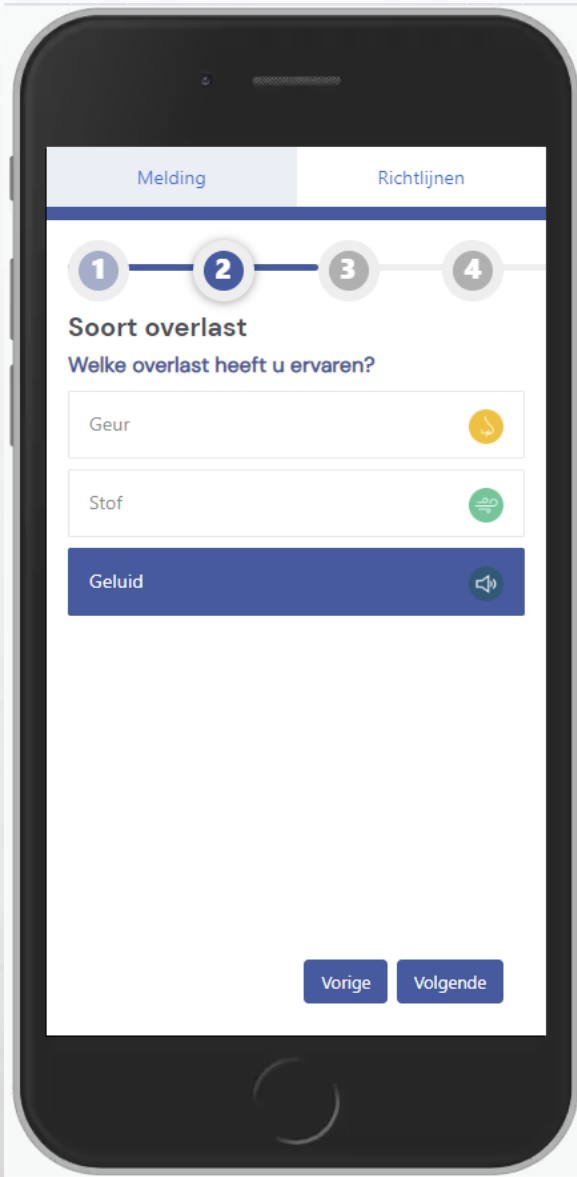 Melding
Richtlijnen
1
2
3
4
Soort overlast
Welke overlast heeft u ervaren?
Geur
Stof
Geluid
Vorige
Volgende